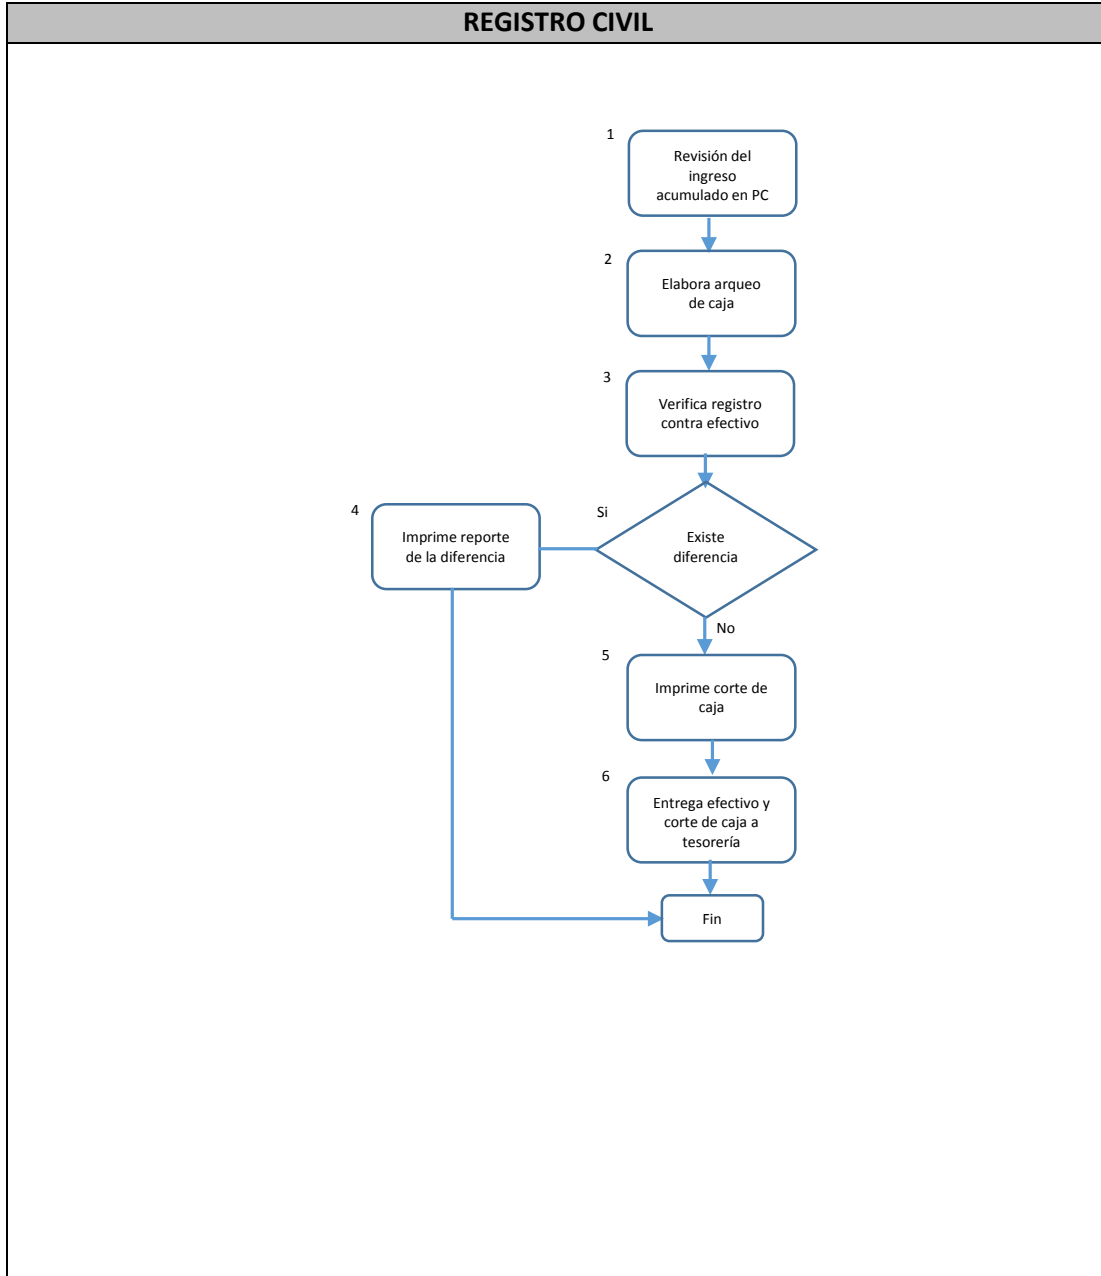 REGISTRO CIVIL
1
Revisión del
ingreso
acumulado en PC
2
Elabora arqueo
de caja
3
Verifica registro
contra efectivo
4
Imprime reporte
de la diferencia
Si
Existe
diferencia
No
5
Imprime corte de
caja
6
Entrega efectivo y
corte de caja a
tesorería
Fin